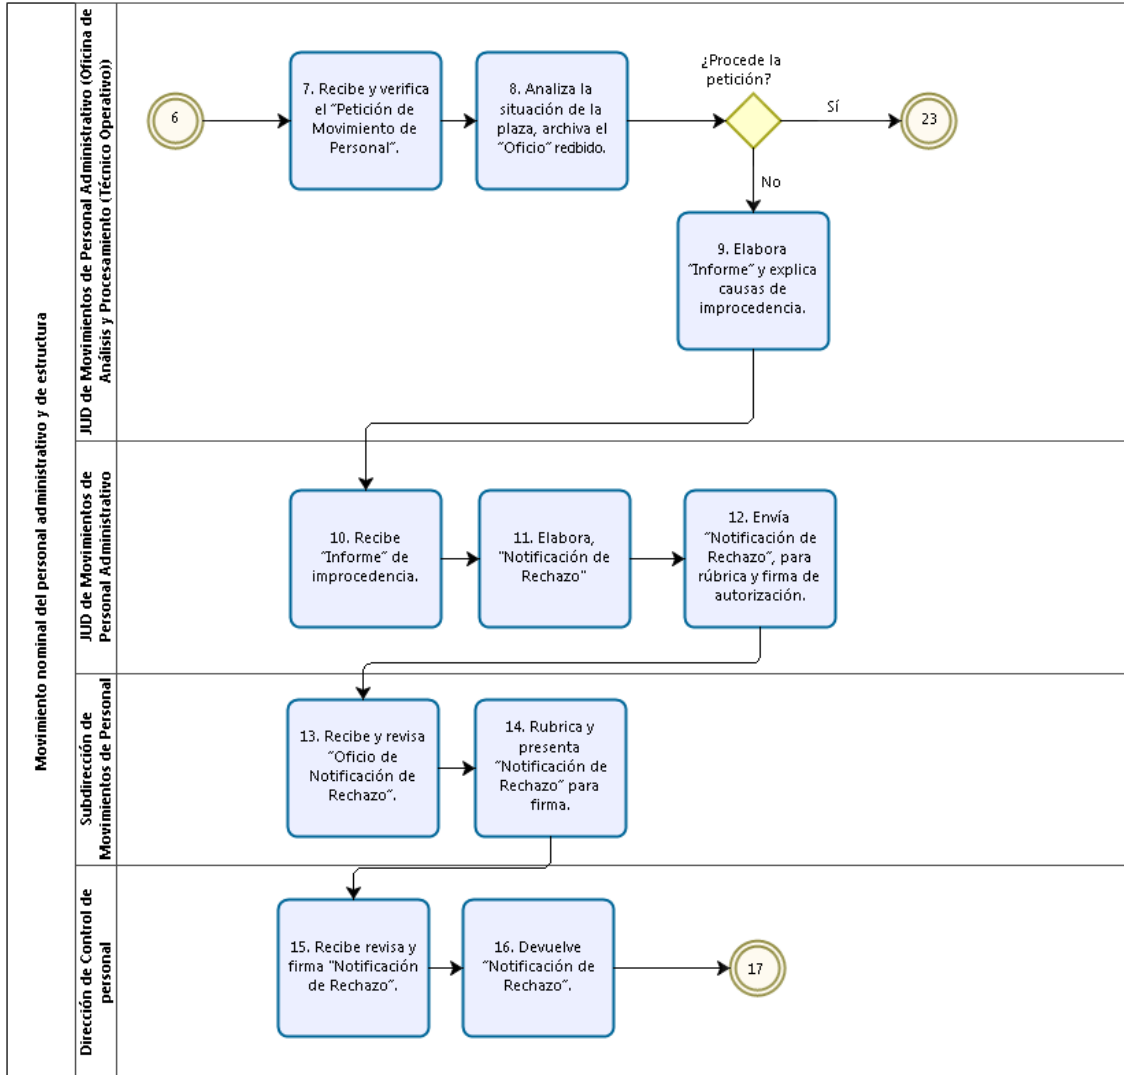 Movimiento nominal del personal administrativo y de estructura
JUD de Movimientos de Personal Administrativo (Oficina de
Análisis y Procesamiento (Técnico Operativo))
6
7. Recibe y verifica
el “Petición de
Movimiento de
Personal”.
8. Analiza la
situación de la
plaza, archiva el
“Oficio” recibido.
¿Procede la
petición?
Sí
23
No
9. Elabora
“Informe” y explica
causas de
improcedencia.
JUD de Movimientos de
Personal Administrativo
10. Recibe
“Informe” de
improcedencia.
11. Elabora,
"Notificación de
Rechazo"
12. Envía
“Notificación de
Rechazo”, para
rúbrica y firma de
autorización.
Subdirección de
Movimientos de Personal
13. Recibe y revisa
“Oficio de
Notificación de
Rechazo”.
14. Rubrica y
presenta
“Notificación de
Rechazo” para
firma.
Dirección de Control de
personal
15. Recibe revisa y
firma "Notificación
de Rechazo”.
16. Devuelve
“Notificación de
Rechazo”.
17